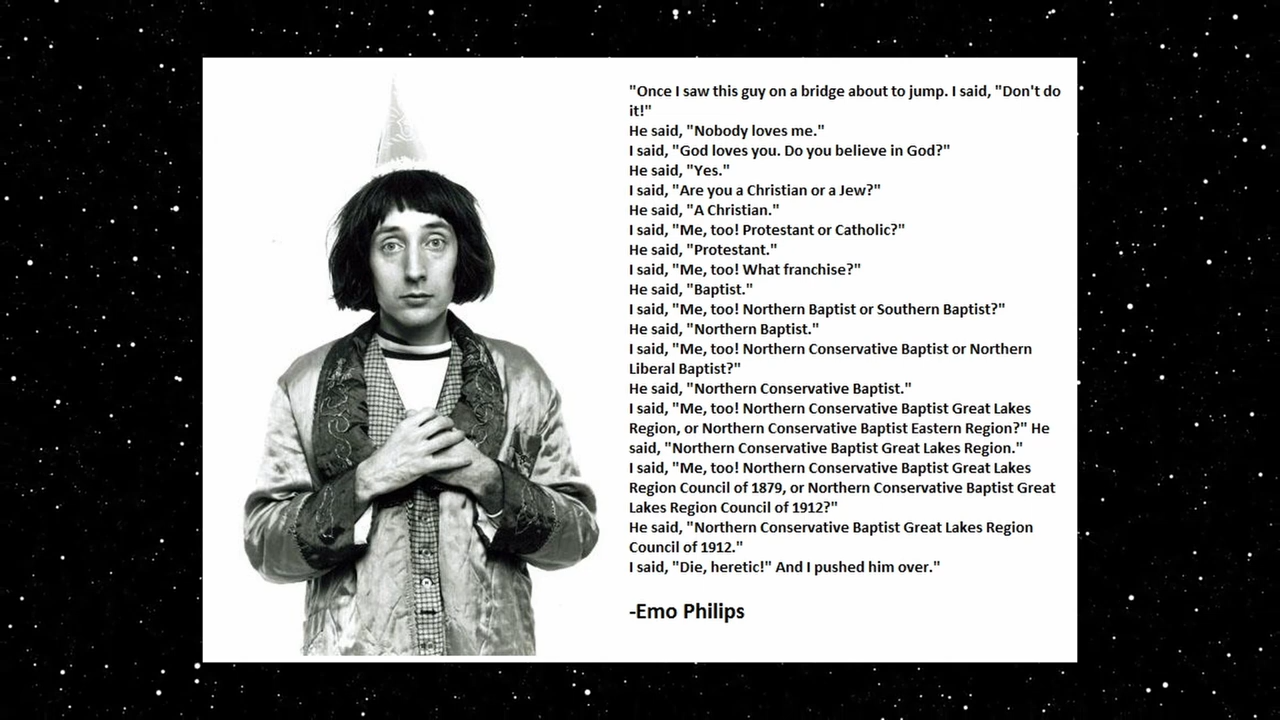 "Once I saw this guy on a bridge about to jump. I said, "Don't do
it!"
He said, "Nobody loves me."
I said, "God loves you. Do you believe in God?"
He said, "Yes."
I said, "Are you a Christian or a Jew?"
He said, "A Christian."
I said, "Me, too! Protestant or Catholic?"
He said, "Protestant."
I said, "Me, too! What franchise?"
He said, "Baptist."
I said, "Me, too! Northern Baptist or Southern Baptist?"
He said, "Northern Baptist."
I said, "Me, too! Northern Conservative Baptist or Northern
Liberal Baptist?"
He said, "Northern Conservative Baptist."
I said, "Me, too! Northern Conservative Baptist Great Lakes
Region, or Northern Conservative Baptist Eastern Region?" He
said, "Northern Conservative Baptist Great Lakes Region."
I said, "Me, too! Northern Conservative Baptist Great Lakes
Region Council of 1879, or Northern Conservative Baptist Great
Lakes Region Council of 1912?"
He said, "Northern Conservative Baptist Great Lakes Region
Council of 1912."
I said, "Die, heretic!" And I pushed him over."
-Emo Philips